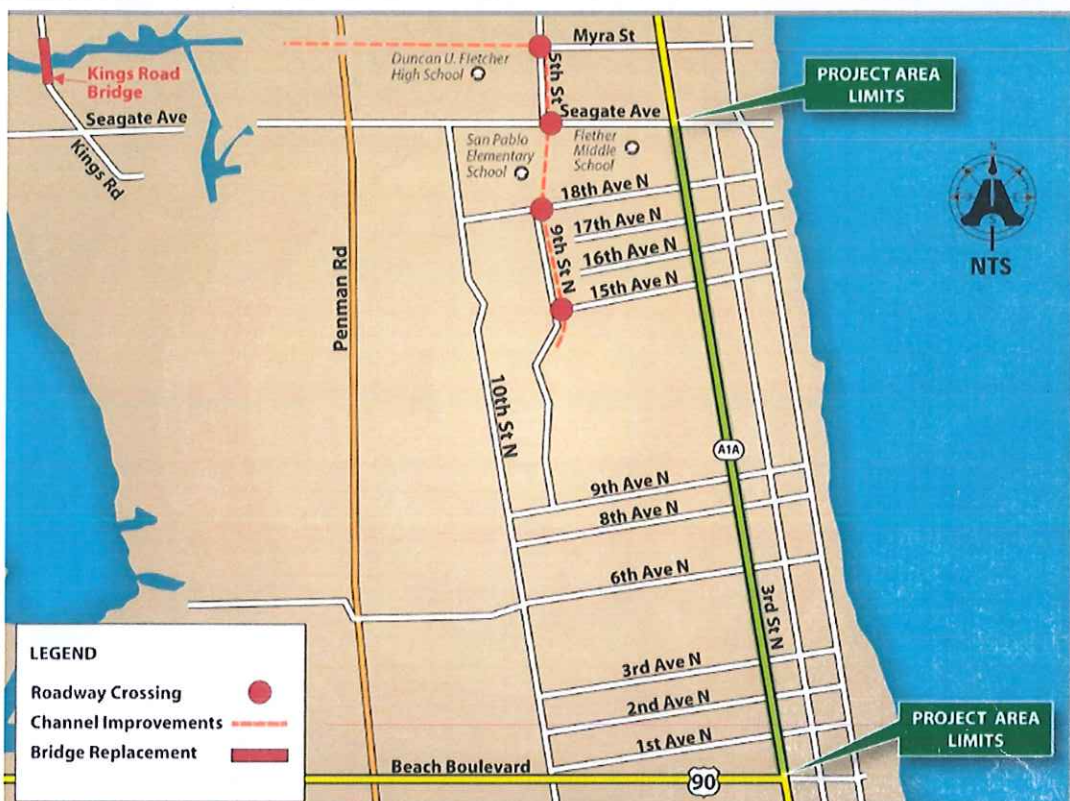 Myra St
Duncan U. Fletcher
High School
5th St
PROJECT AREA
LIMITS
Kings Road
Bridge
Seagate Ave
Seagate Ave
Kings Rd
San Pablo
Elementary
School
Flether
Middle
School
N
NTS
18th Ave N
17th Ave N
16th Ave N
15th Ave N
9th St N
Penman Rd
10th St N
A1A
9th Ave N
8th Ave N
6th Ave N
3rd St N
3rd Ave N
2nd Ave N
1st Ave N
PROJECT AREA
LIMITS
Beach Boulevard
90
LEGEND
Roadway Crossing
Channel Improvements
Bridge Replacement